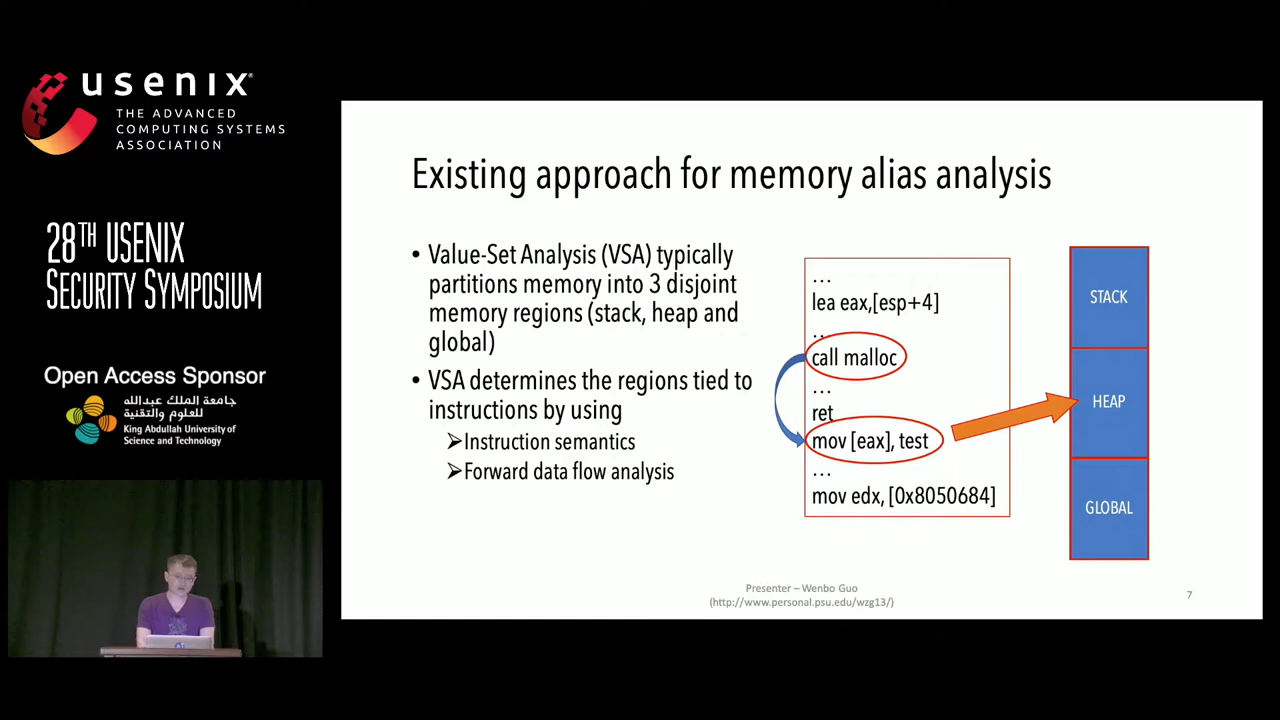 usenix
THE ADVANCED
COMPUTING SYSTEMS
ASSOCIATION
28TH USENIX
SECURITY SYMPOSIUM
Open Access Sponsor
جامعة الملك عبدالله
للعلوم والتقنية
King Abdullah University of
Science and Technology
Existing approach for memory alias analysis
• Value-Set Analysis (VSA) typically
partitions memory into 3 disjoint
memory regions (stack, heap and
global)
• VSA determines the regions tied to
instructions by using
➢Instruction semantics
➢Forward data flow analysis
...
lea eax,[esp+4]
...
call malloc
...
ret
mov [eax], test
...
mov edx, [0x8050684]
STACK
HEAP
GLOBAL
Presenter – Wenbo Guo
(http://www.personal.psu.edu/wzg13/)
7